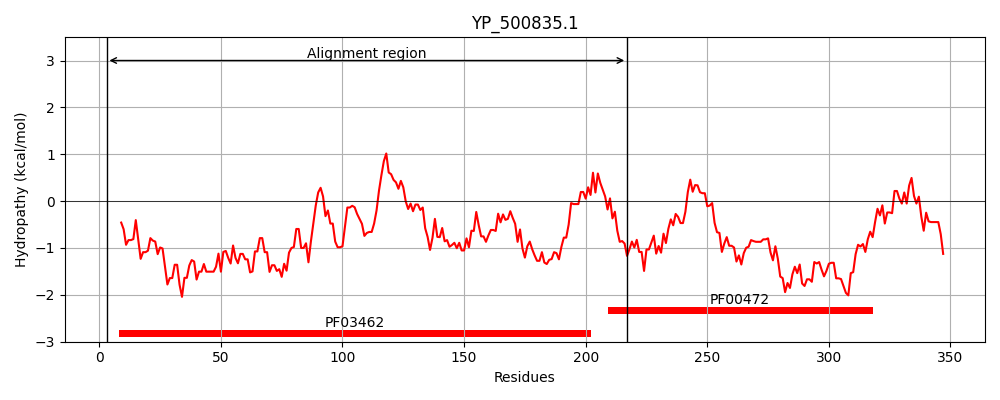 YP_500835.1
Alignment region
3
2
1
0
−1
−2
−3
Hydropathy (kcal/mol)
PF00472
PF03462
0 50 100 150 200 250 300 350
Residues